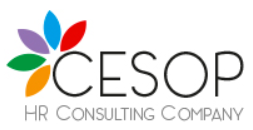 CESOP
HR CONSULTING COMPANY